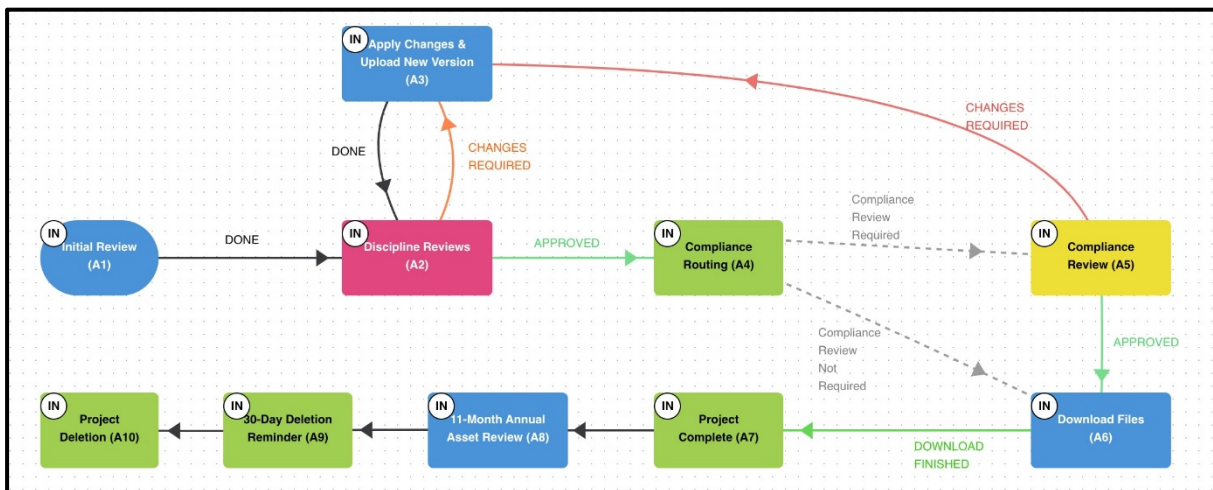 IN
Apply Changes &
Upload New Version
(A3)
DONE
CHANGES
REQUIRED
CHANGES
REQUIRED
IN
Initial Review
(A1)
DONE
IN
Discipline Reviews
(A2)
APPROVED
IN
Compliance
Routing (A4)
Compliance
Review
Required
IN
Compliance
Review (A5)
Compliance
Review
Not
Required
APPROVED
IN
Project
Deletion (A10)
IN
30-Day Deletion
Reminder (A9)
IN
11-Month Annual
Asset Review (A8)
IN
Project
Complete (A7)
DOWNLOAD
FINISHED
IN
Download Files
(A6)